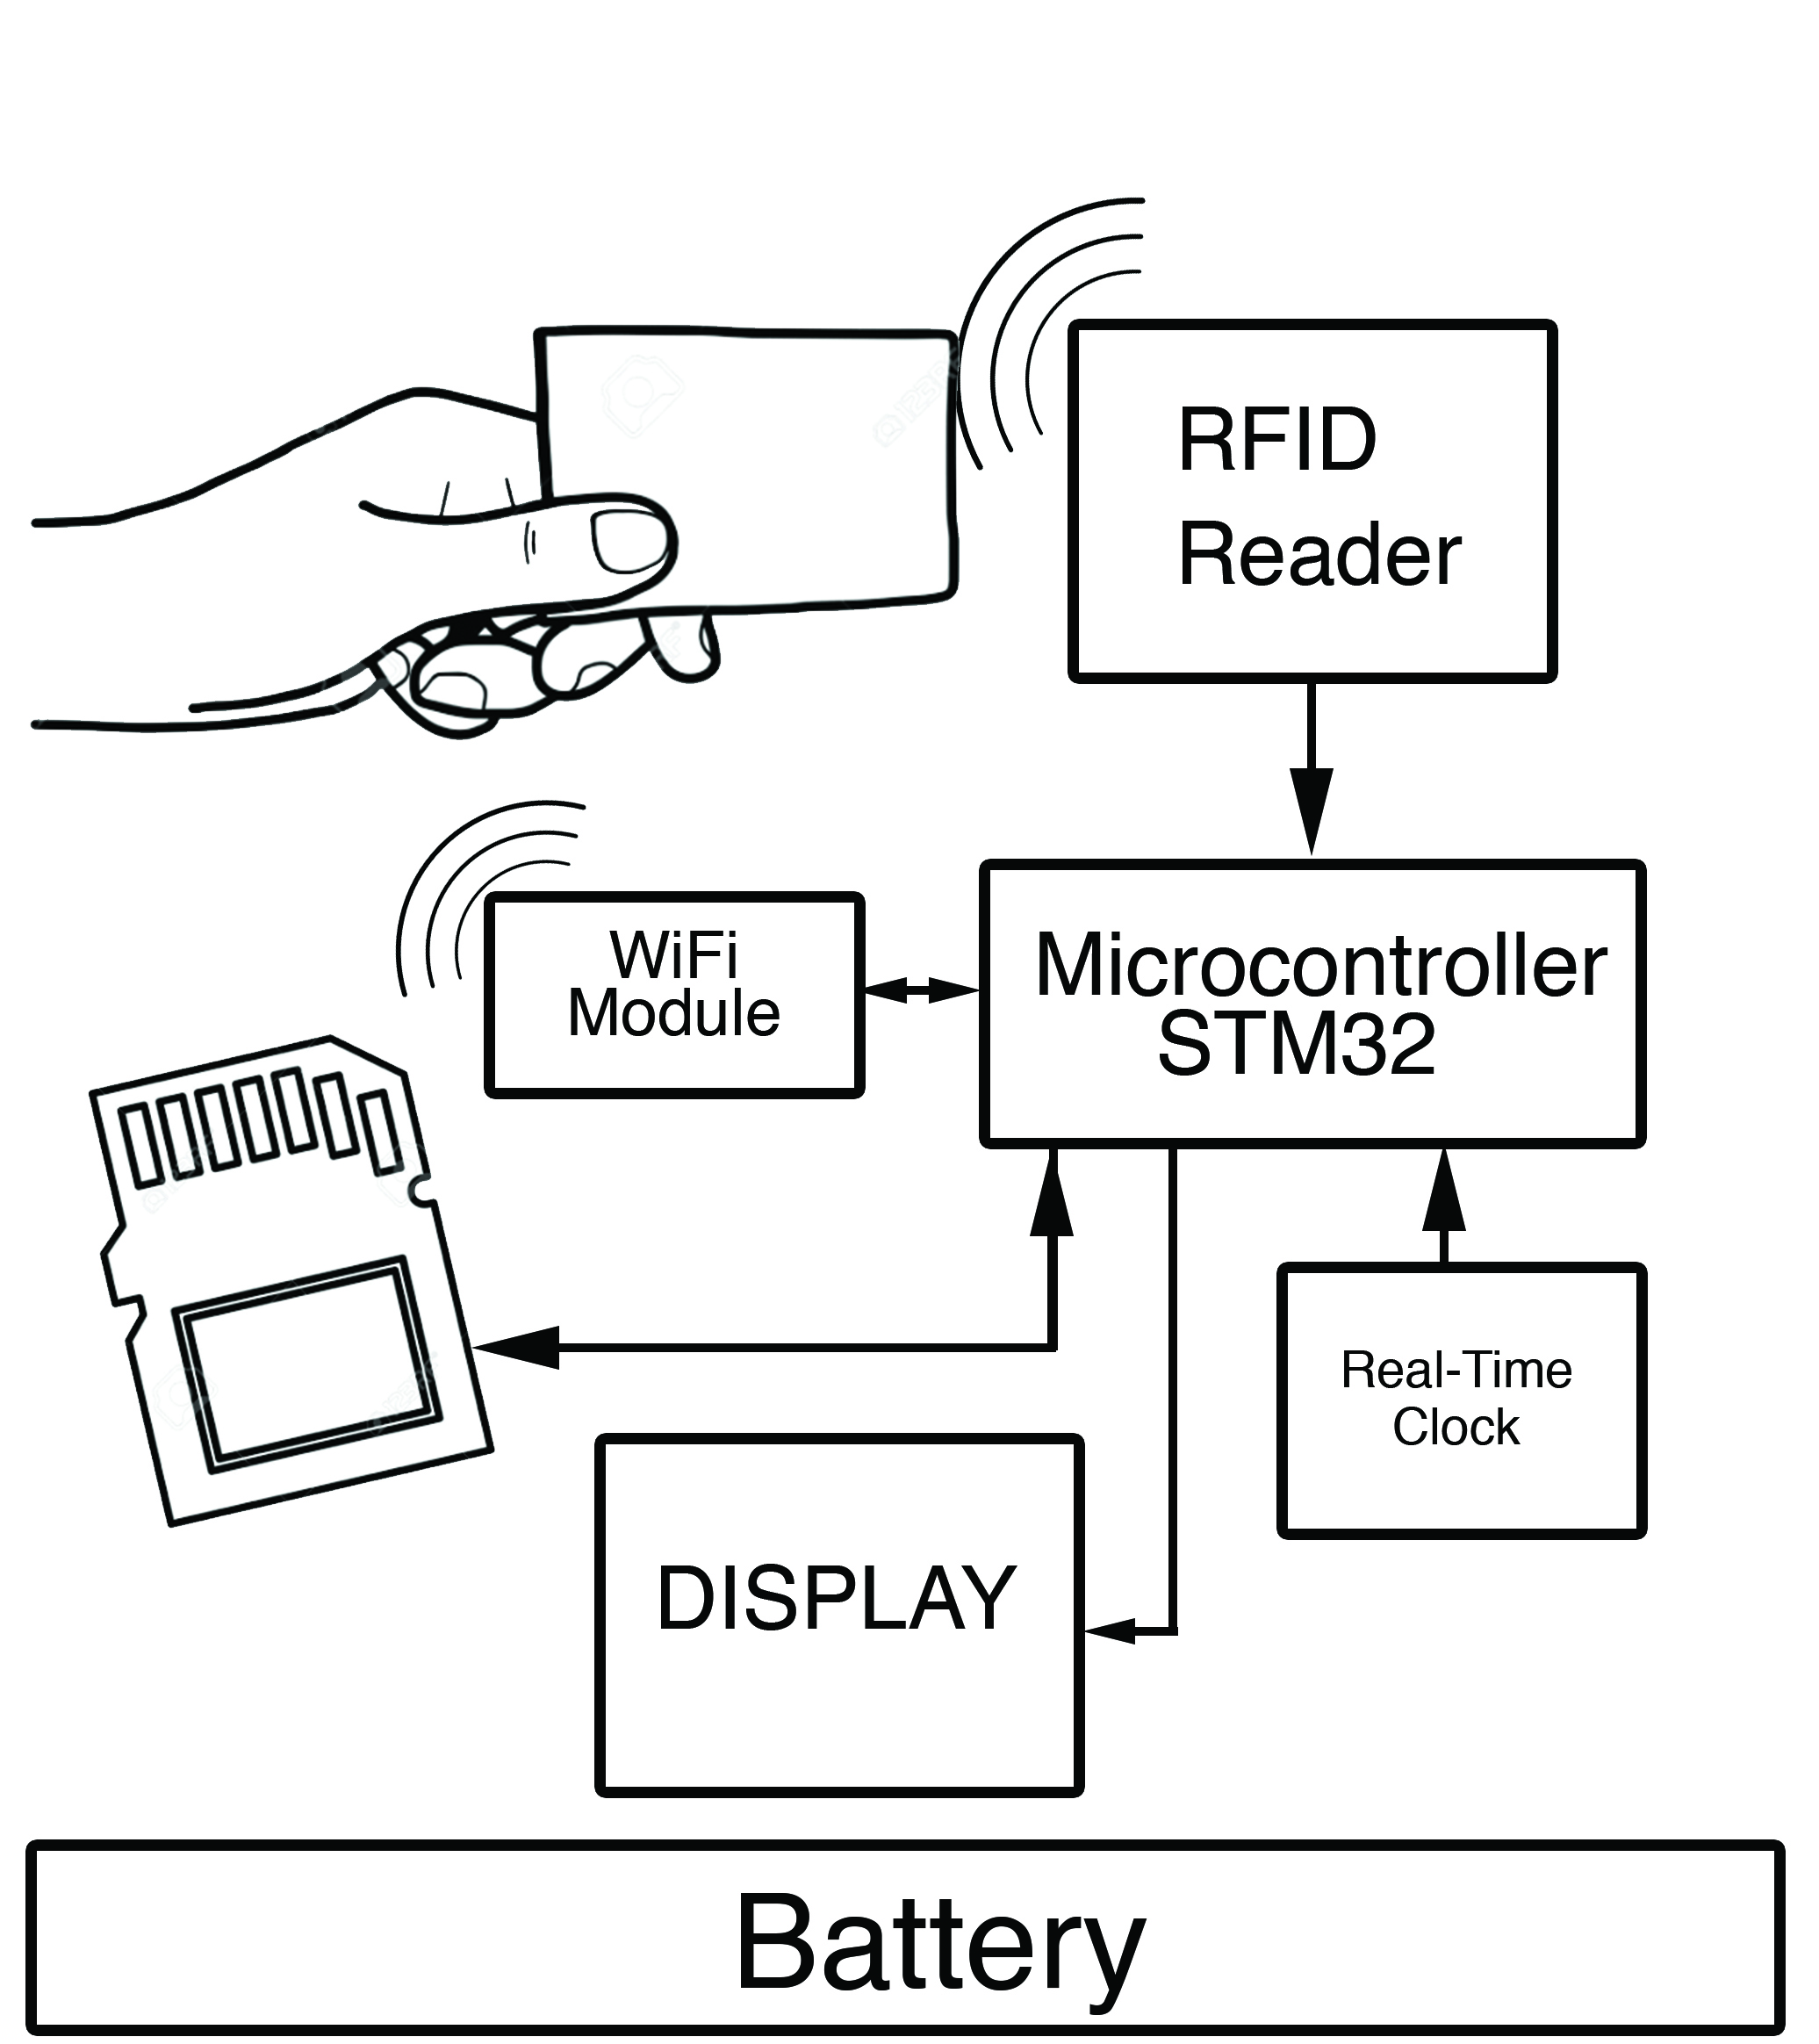 RFID
Reader
WiFi
Module
Microcontroller
STM32
Real-Time
Clock
DISPLAY
Battery